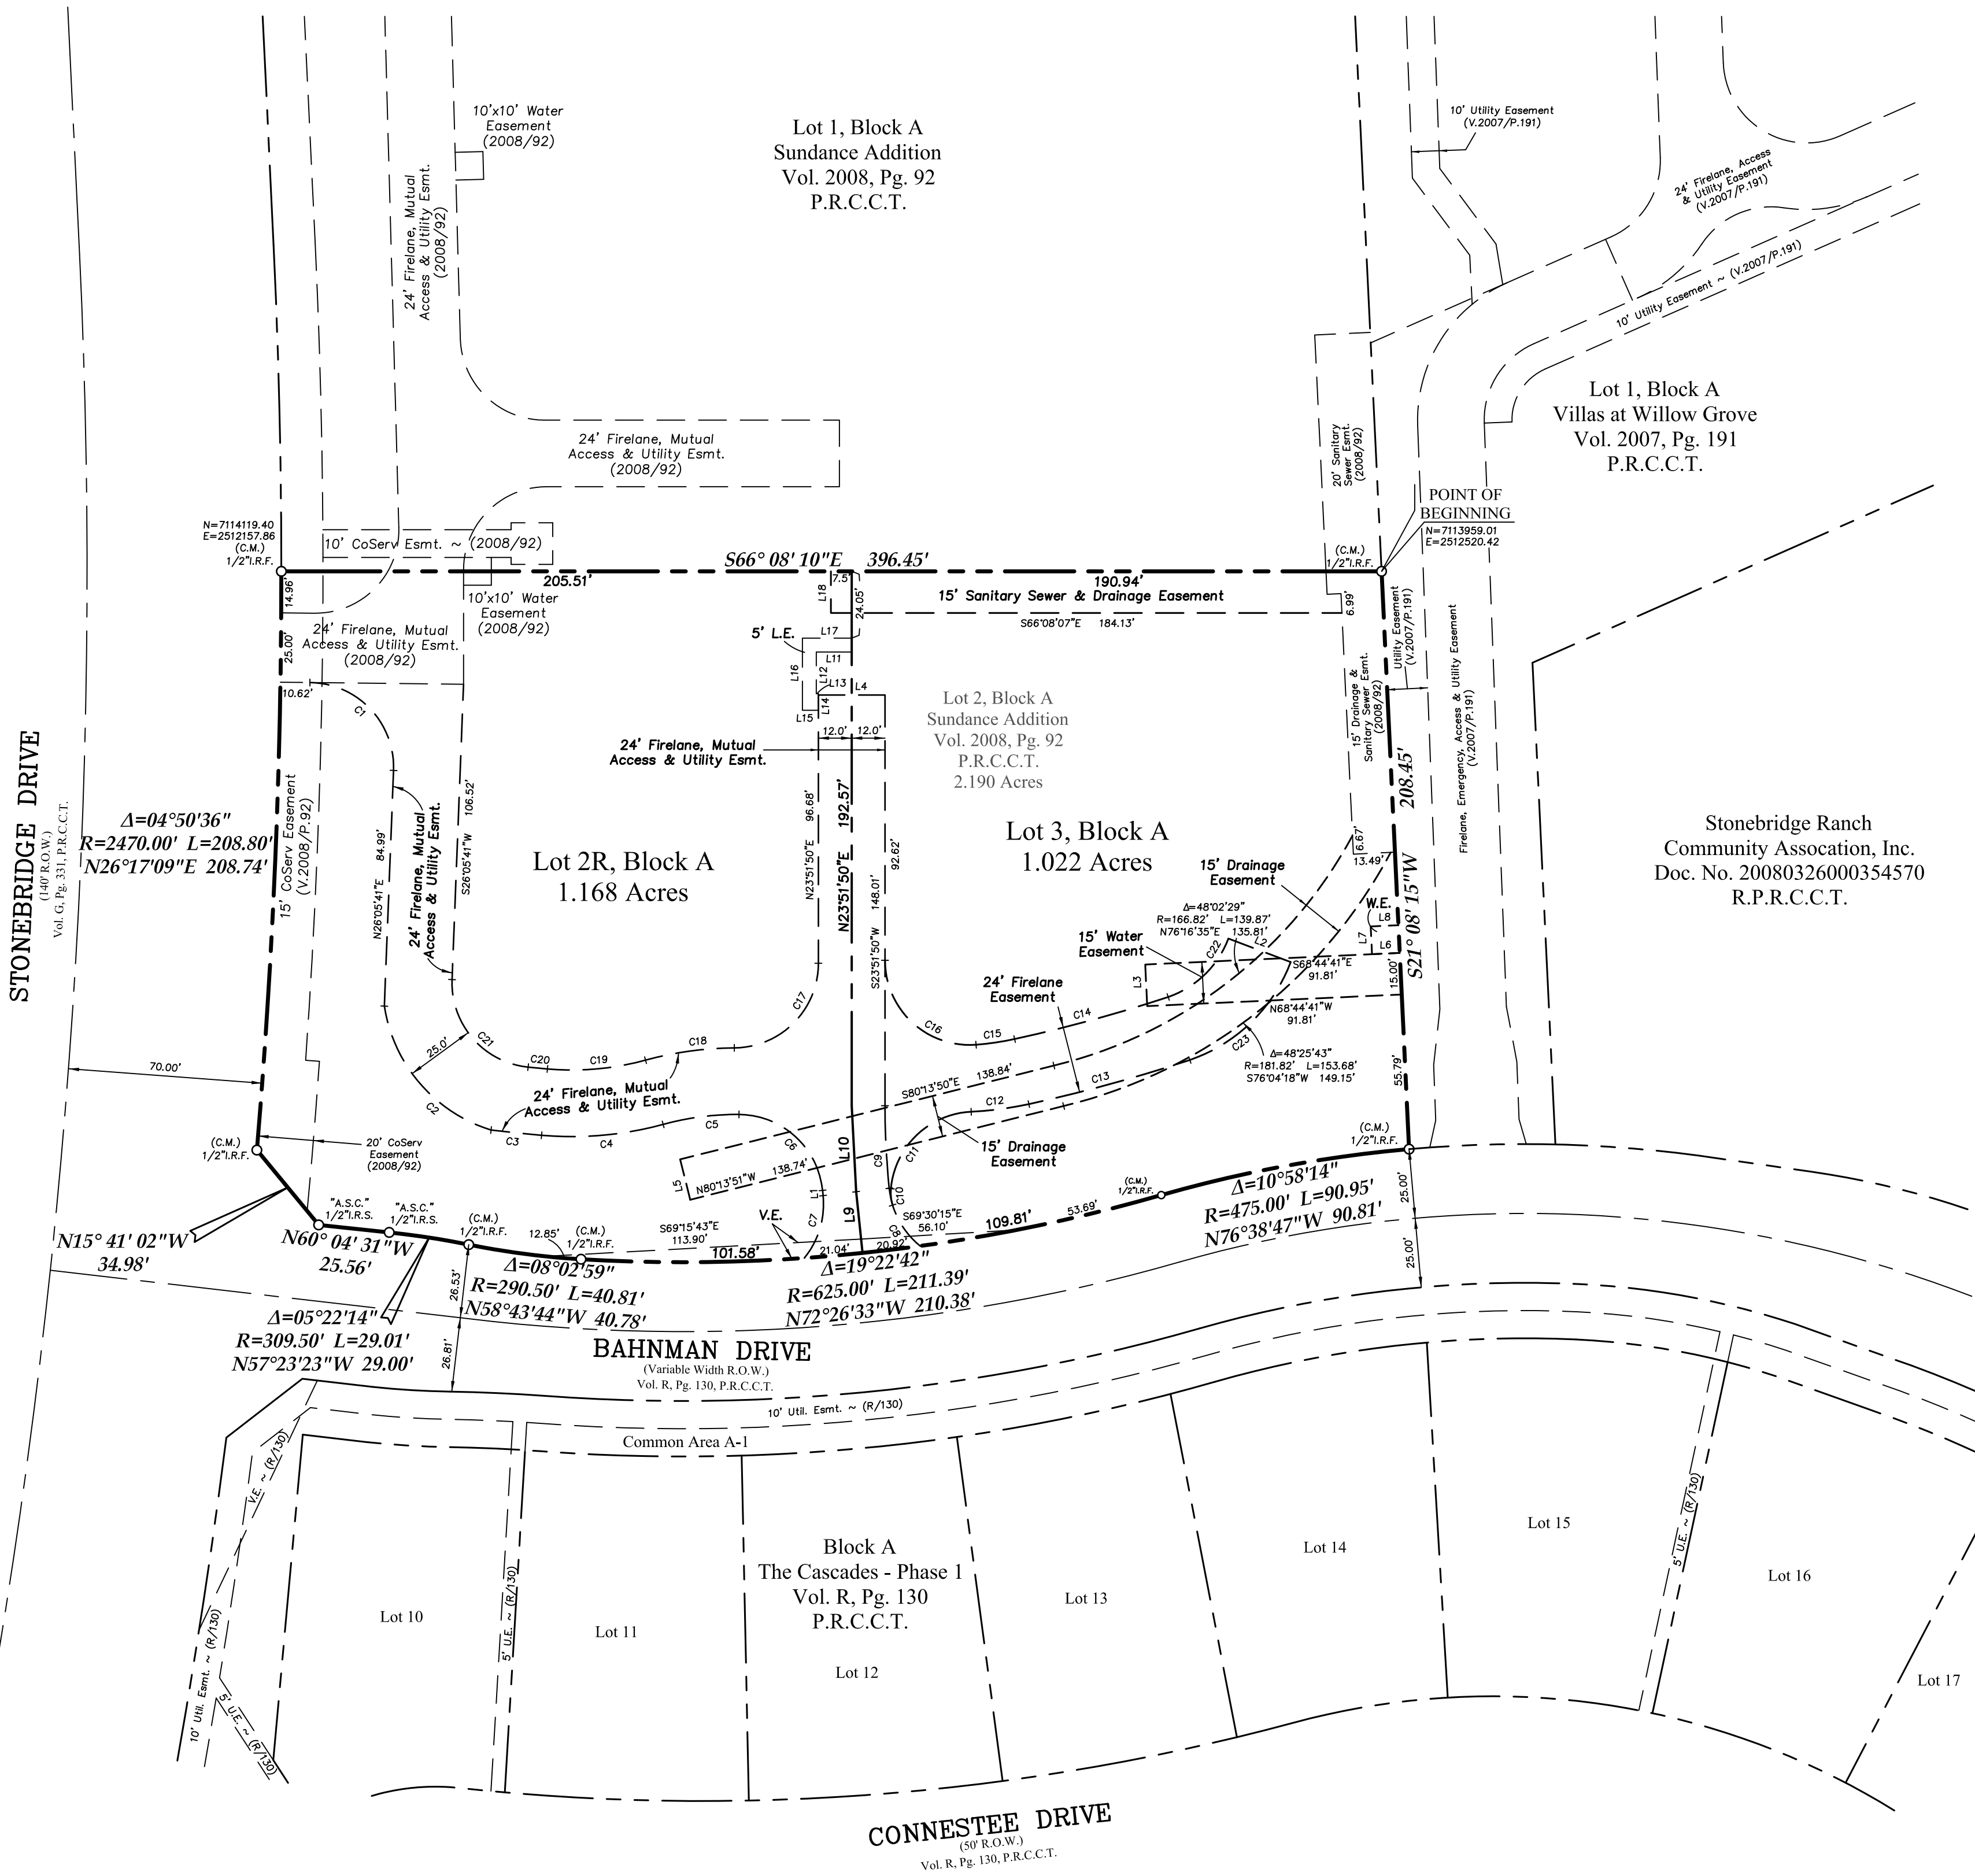 10'x10' Water
Easement
(2008/92)
24' Firelane, Mutual
Access & Utility Esmt.
(2008/92)
Lot 1, Block A
Sundance Addition
Vol. 2008, Pg. 92
P.R.C.C.T.
10' Utility Easement
(V.2007/P.191)
24' Firelane, Access
& Utility Easement
(V.2007/P.191)
10' Utility Easement ~ (V.2007/P.191)
Lot 1, Block A
Villas at Willow Grove
Vol. 2007, Pg. 191
P.R.C.C.T.
24' Firelane, Mutual
Access & Utility Esmt.
(2008/92)
20' Sanitary
Sewer Esmt.
(2008/92)
POINT OF
BEGINNING
N=7113959.01
E=2512520.42
(C.M.)
1/2"I.R.F.
N=7114119.40
E=2512157.86
(C.M.)
1/2"I.R.F.
10' CoServ Esmt. ~ (2008/92)
S66° 08' 10"E 396.45'
205.51'
190.94'
14.96'
25.00'
10.62'
10'x10' Water
Easement
(2008/92)
24' Firelane, Mutual
Access & Utility Esmt.
(2008/92)
7.5'
L18
24.05'
15' Sanitary Sewer & Drainage Easement
S66°08'07"E 184.13'
6.99'
5' L.E.
L17
L11
L16
L12
L13
L4
L14
L15
12.0'
12.0'
Utility Easement
(V.2007/P.191)
Firelane, Emergency, Access & Utility Easement
(V.2007/P.191)
15' Drainage &
Sanitary Sewer Esmt.
(2008/92)
Lot 2, Block A
Sundance Addition
Vol. 2008, Pg. 92
P.R.C.C.T.
2.190 Acres
24' Firelane, Mutual
Access & Utility Esmt.
C1
STONEBRIDGE DRIVE
(140' R.O.W.)
Vol. G, Pg. 331, P.R.C.C.T.
Δ=04°50'36"
R=2470.00' L=208.80'
N26°17'09"E 208.74'
15' CoServ Easement
(V.2008/P.92)
N26°05'41"E 84.99'
24' Firelane, Mutual
Access & Utility Esmt.
S26°05'41"W 106.52'
Lot 2R, Block A
1.168 Acres
N23°51'50"E 96.68'
N23°51'50"E 192.57'
S23°51'50"W 148.01'
92.62'
Lot 3, Block A
1.022 Acres
208.45'
S21° 08' 15"W
6.67'
13.49'
15' Drainage
Easement
W.E.
L8
L7
L6
15.00'
Δ=48°02'29"
R=166.82' L=139.87'
N76°16'35"E 135.81'
15' Water
Easement
C22
L2
L3
S68°44'41"E
91.81'
N68°44'41"W
91.81'
24' Firelane
Easement
C14
C15
C16
C17
C18
C19
C20
C21
25.0'
C23
Δ=48°25'43"
R=181.82' L=153.68'
S76°04'18"W 149.15'
55.79'
S80°13'50"E 138.84'
C13
C12
C11
15' Drainage
Easement
24' Firelane, Mutual
Access & Utility Esmt.
C2
C3
C4
C5
C6
L10
C9
C10
L5
N80°13'51"W 138.74'
L1
C7
L9
C8
70.00'
(C.M.)
1/2"I.R.F.
20' CoServ
Easement
(2008/92)
(C.M.)
1/2"I.R.F.
Stonebridge Ranch
Community Assocation, Inc.
Doc. No. 20080326000354570
R.P.R.C.C.T.
N15° 41' 02"W
34.98'
"A.S.C."
1/2"I.R.S.
"A.S.C."
1/2"I.R.S.
N60° 04' 31"W
25.56'
(C.M.)
1/2"I.R.F.
12.85'
(C.M.)
1/2"I.R.F.
S69°15'43"E
113.90'
V.E.
101.58'
21.04'
20.92'
S69°30'15"E
56.10'
109.81'
53.69'
(C.M.)
1/2"I.R.F.
Δ=10°58'14"
R=475.00' L=90.95'
N76°38'47"W 90.81'
25.00'
25.00'
Δ=08°02'59"
R=290.50' L=40.81'
N58°43'44"W 40.78'
Δ=19°22'42"
R=625.00' L=211.39'
N72°26'33"W 210.38'
26.53'
26.81'
Δ=05°22'14"
R=309.50' L=29.01'
N57°23'23"W 29.00'
BAHNMAN DRIVE
(Variable Width R.O.W.)
Vol. R, Pg. 130, P.R.C.C.T.
10' Util. Esmt. ~ (R/130)
Common Area A-1
V.E. ~ (R/130)
10' Util. Esmt. ~ (R/130)
5' U.E. ~ (R/130)
5' U.E. ~ (R/130)
5' U.E. ~ (R/130)
Block A
The Cascades - Phase 1
Vol. R, Pg. 130
P.R.C.C.T.
Lot 10
Lot 11
Lot 12
Lot 13
Lot 14
Lot 15
Lot 16
Lot 17
CONNESTEE DRIVE
(50' R.O.W.)
Vol. R, Pg. 130, P.R.C.C.T.